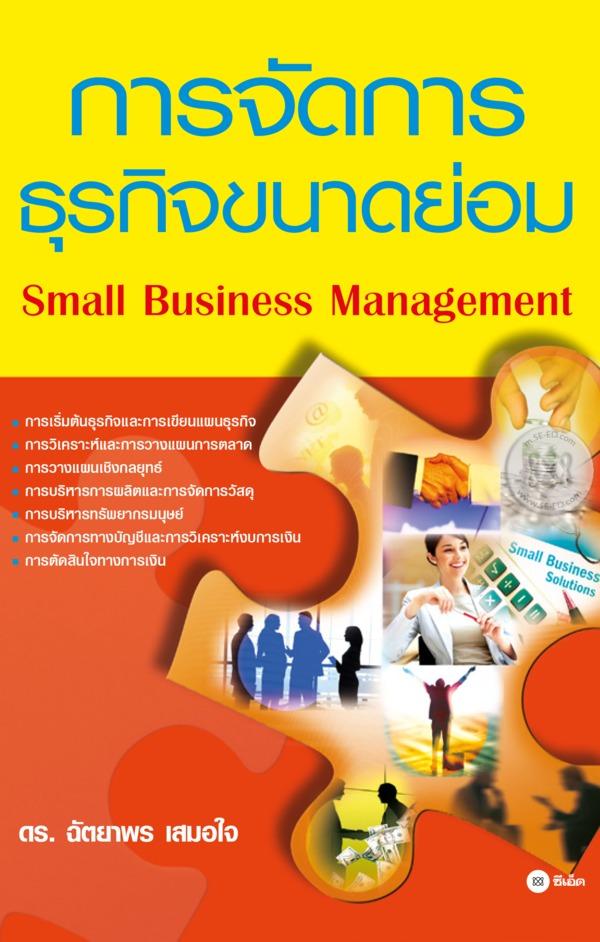 การจัดการ
ธุรกิจขนาดย่อม
Small Business Management
การเริ่มต้นธุรกิจและการเขียนแผนธุรกิจ
การวิเคราะห์และการวางแผนการตลาด
การวางแผนเชิงกลยุทธ์
การบริหารการผลิตและการจัดการวัสดุ
การบริหารทรัพยากรมนุษย์
การจัดการทางบัญชีและการวิเคราะห์งบการเงิน
การตัดสินใจทางการเงิน
Small Business
Solutions
ดร. ฉัตยาพร เสมอใจ
ซีเอ็ด